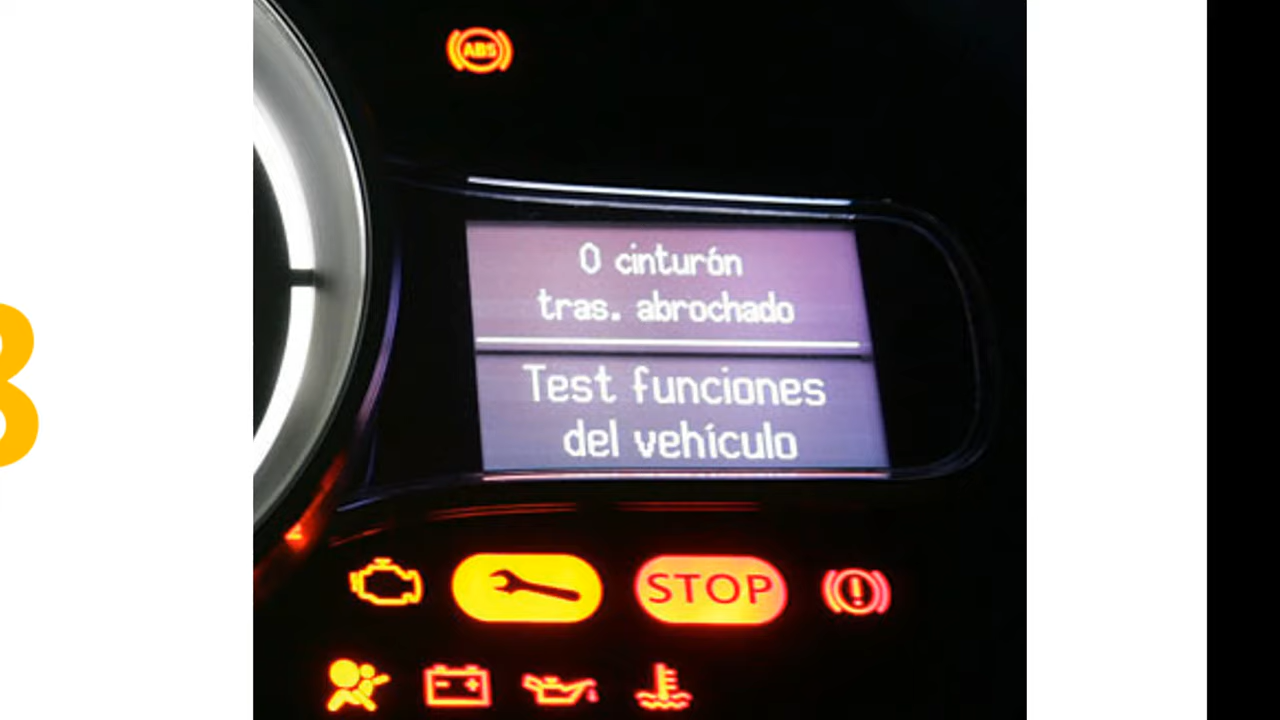 ABS
0 cinturón
tras. abrochado
Test funciones
del vehículo
STOP